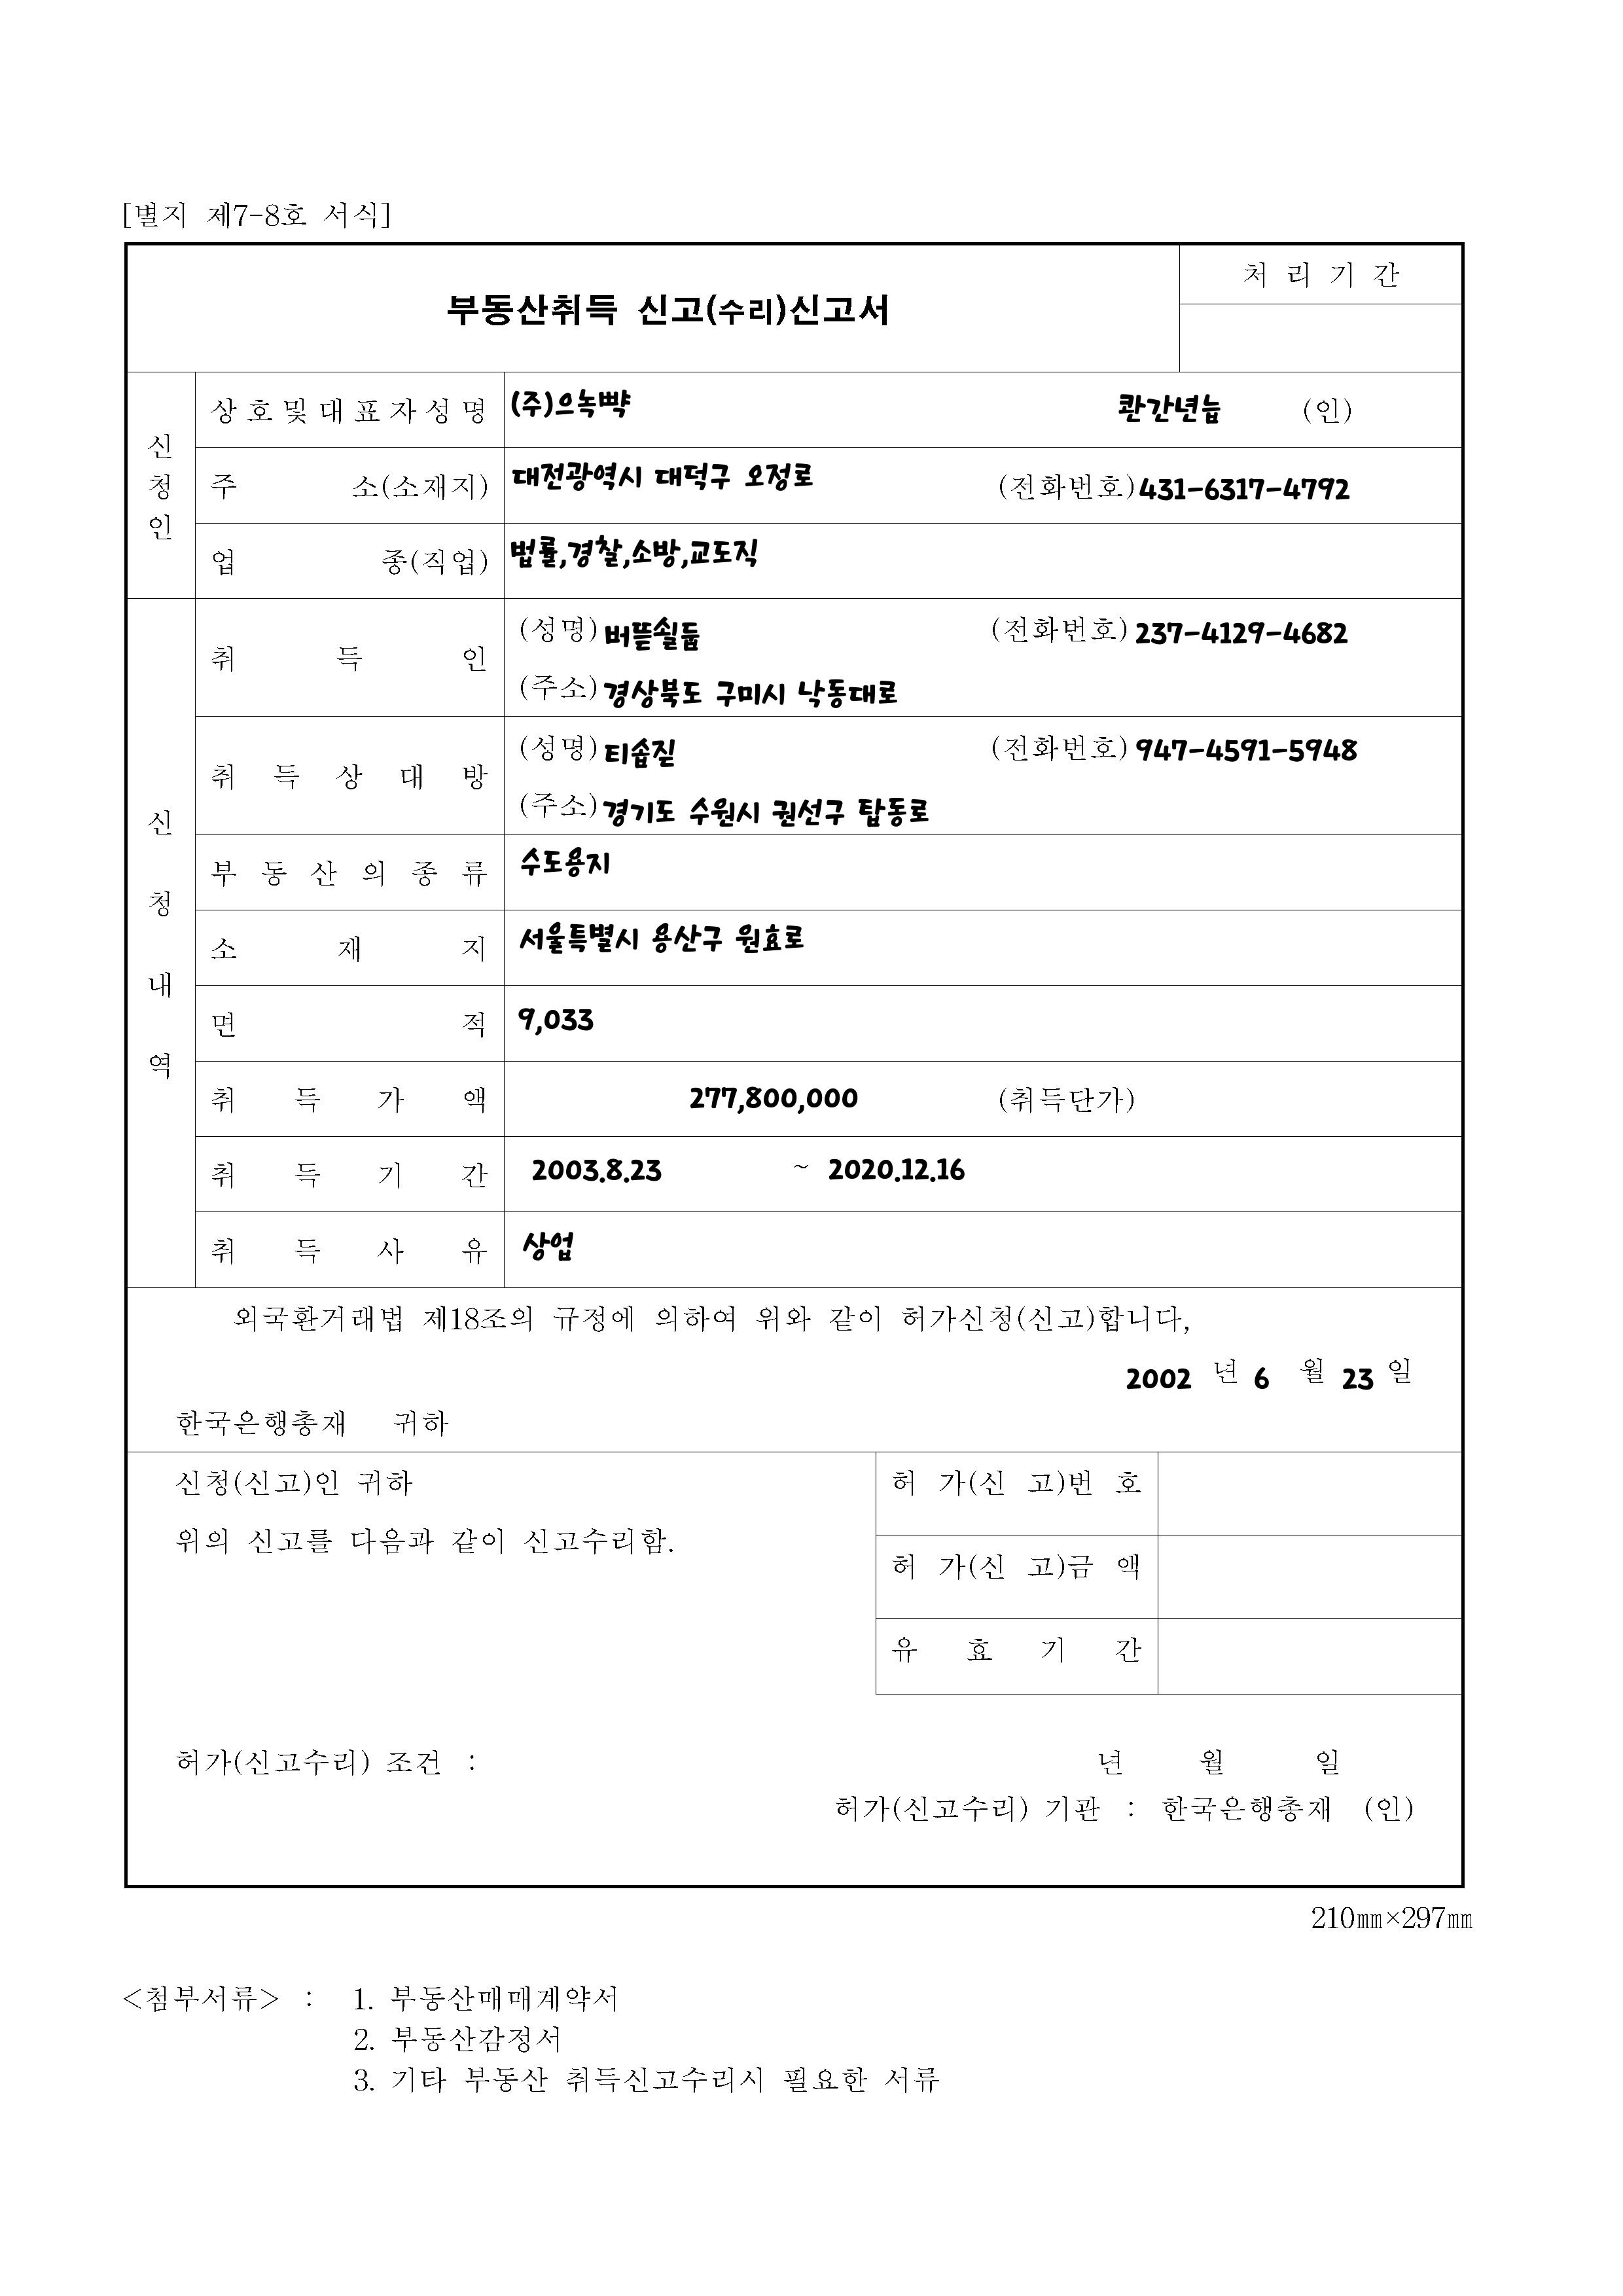 [별지 제7-8호 서식]
부동산취득 신고(수리)신고서
처 리 기 간
신청인
상호및대표자성명 (주)으녹빡 콴간년늡 (인)
주 소(소재지) 대전광역시 대덕구 오정로 (전화번호) 431-6317-4792
업 종(직업) 법률,경찰,소방,교도직
신청내역
취 득 인 (성명) 버뜯쉴듭 (전화번호) 237-4129-4682
(주소) 경상북도 구미시 낙동대로
취 득 상 대 방 (성명) 티솝짙 (전화번호) 947-4591-5948
(주소) 경기도 수원시 권선구 탑동로
부 동 산 의 종 류 수도용지
소 재 지 서울특별시 용산구 원효로
면 적 9,033
취 득 가 액 277,800,000 (취득단가)
취 득 기 간 2003.8.23 ~ 2020.12.16
취 득 사 유 상업
외국환거래법 제18조의 규정에 의하여 위와 같이 허가신청(신고)합니다,
2002 년 6 월 23 일
한국은행총재 귀하
신청(신고)인 귀하
위의 신고를 다음과 같이 신고수리함.
허 가(신 고)번 호
허 가(신 고)금 액
유 효 기 간
허가(신고수리) 조건 : 년 월 일
허가(신고수리) 기관 : 한국은행총재 (인)
210㎜×297㎜
<첨부서류> : 1. 부동산매매계약서
2. 부동산감정서
3. 기타 부동산 취득신고수리시 필요한 서류